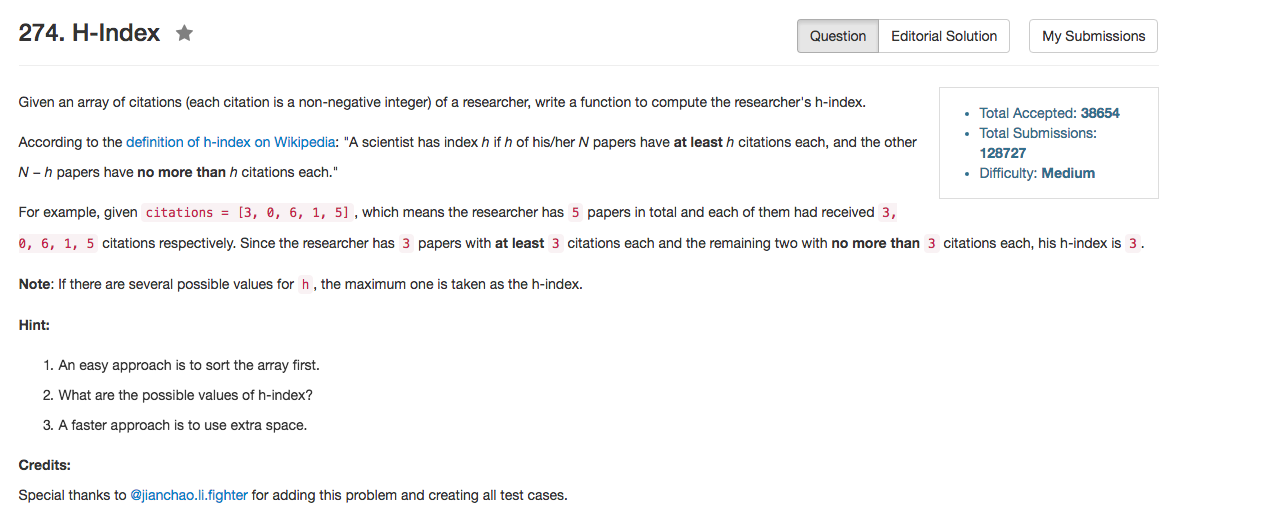 274. H-Index
Question Editorial Solution My Submissions
Given an array of citations (each citation is a non-negative integer) of a researcher, write a function to compute the researcher's h-index.
Total Accepted: 38654
Total Submissions:
128727
Difficulty: Medium
According to the definition of h-index on Wikipedia: "A scientist has index h if h of his/her N papers have at least h citations each, and the other
N − h papers have no more than h citations each."
For example, given citations = [3, 0, 6, 1, 5] , which means the researcher has 5 papers in total and each of them had received 3,
0, 6, 1, 5 citations respectively. Since the researcher has 3 papers with at least 3 citations each and the remaining two with no more than 3 citations each, his h-index is 3 .
Note: If there are several possible values for h , the maximum one is taken as the h-index.
Hint:
1. An easy approach is to sort the array first.
2. What are the possible values of h-index?
3. A faster approach is to use extra space.
Credits:
Special thanks to @jianchao.li.fighter for adding this problem and creating all test cases.